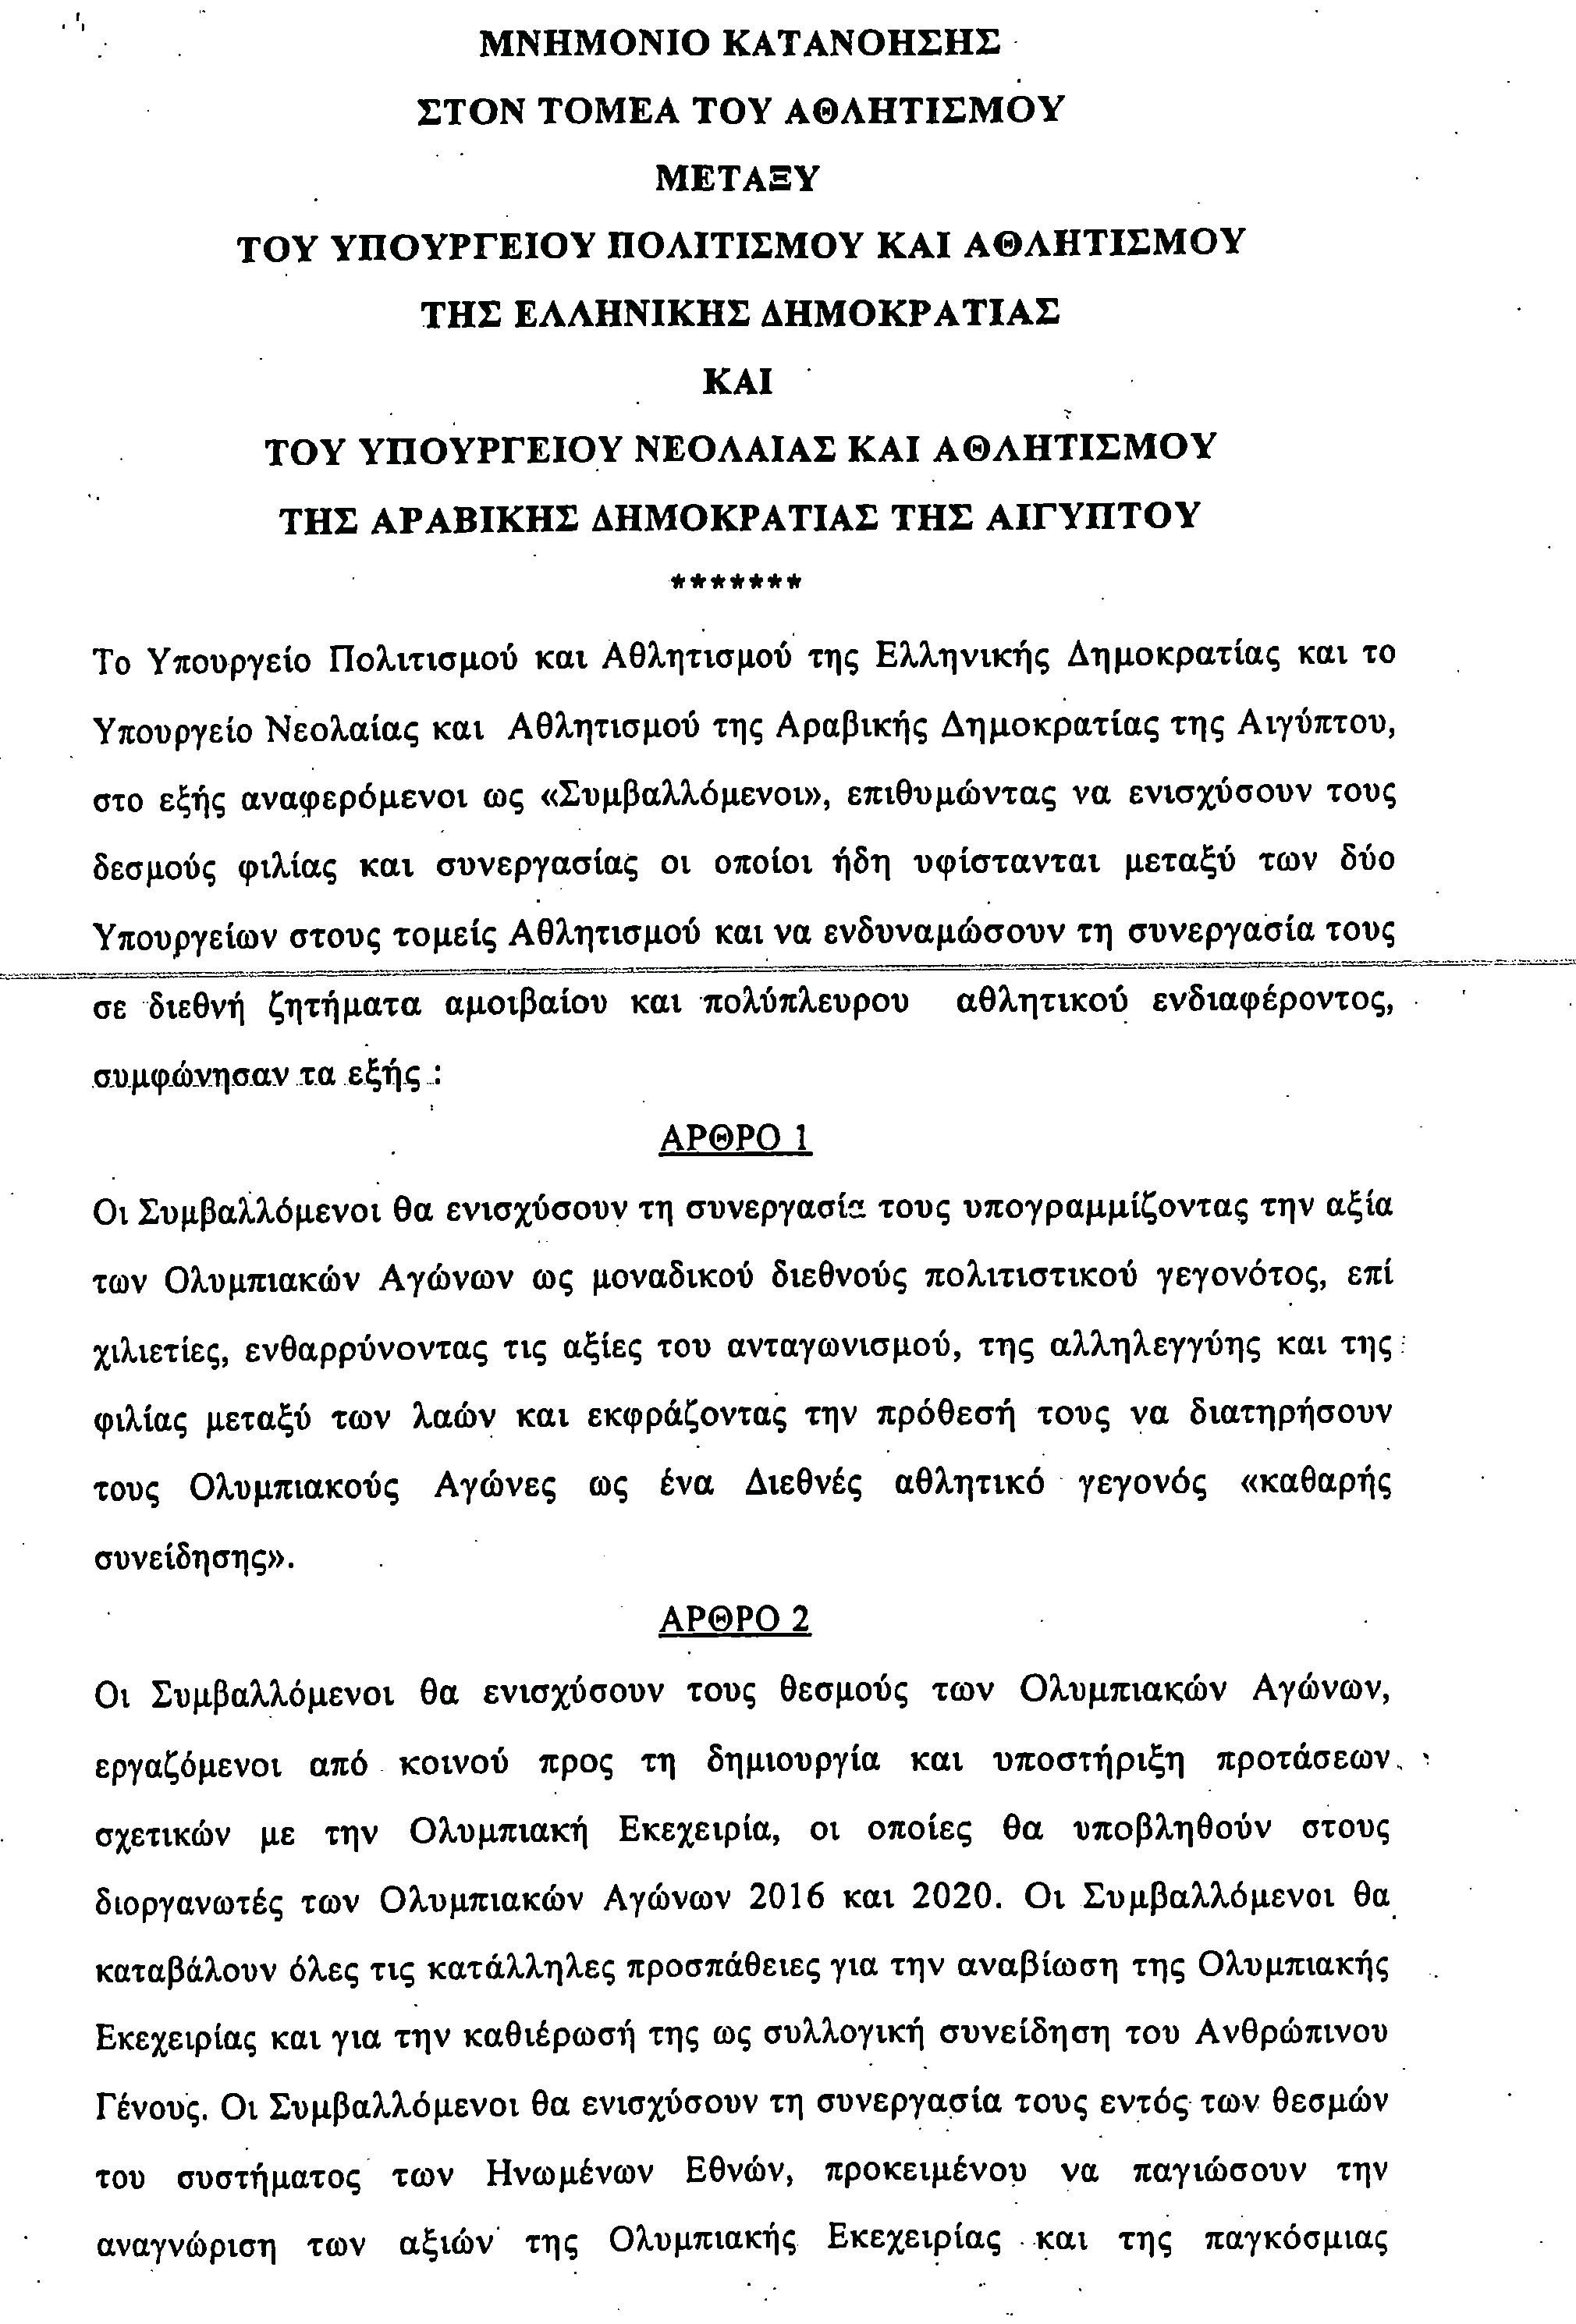 ΜΝΗΜΟΝΙΟ ΚΑΤΑΝΟΗΣΗΣ
ΣΤΟΝ ΤΟΜΕΑ ΤΟΥ ΑΘΛΗΤΙΣΜΟΥ
ΜΕΤΑΞΥ
ΤΟΥ ΥΠΟΥΡΓΕΙΟΥ ΠΟΛΙΤΙΣΜΟΥ ΚΑΙ ΑΘΛΗΤΙΣΜΟΥ
ΤΗΣ ΕΛΛΗΝΙΚΗΣ ΔΗΜΟΚΡΑΤΙΑΣ
ΚΑΙ
ΤΟΥ ΥΠΟΥΡΓΕΙΟΥ ΝΕΟΛΑΙΑΣ ΚΑΙ ΑΘΛΗΤΙΣΜΟΥ
ΤΗΣ ΑΡΑΒΙΚΗΣ ΔΗΜΟΚΡΑΤΙΑΣ ΤΗΣ ΑΙΓΥΠΤΟΥ
*******
Το Υπουργείο Πολιτισμού και Αθλητισμού της Ελληνικής Δημοκρατίας και το
Υπουργείο Νεολαίας και Αθλητισμού της Αραβικής Δημοκρατίας της Αιγύπτου,
στο εξής αναφερόμενοι ως «Συμβαλλόμενοι», επιθυμώντας να ενισχύσουν τους
δεσμούς φιλίας και συνεργασίας οι οποίοι ήδη υφίστανται μεταξύ των δύο
Υπουργείων στους τομείς Αθλητισμού και να ενδυναμώσουν τη συνεργασία τους
σε διεθνή ζητήματα αμοιβαίου και πολύπλευρου αθλητικού ενδιαφέροντος,
συμφώνησαν τα εξής :
ΑΡΘΡΟ 1
Οι Συμβαλλόμενοι θα ενισχύσουν τη συνεργασία τους υπογραμμίζοντας την αξία
των Ολυμπιακών Αγώνων ως μοναδικού διεθνούς πολιτιστικού γεγονότος, επί
χιλιετίες, ενθαρρύνοντας τις αξίες του ανταγωνισμού, της αλληλεγγύης και της
φιλίας μεταξύ των λαών και εκφράζοντας την πρόθεσή τους να διατηρήσουν
τους Ολυμπιακούς Αγώνες ως ένα Διεθνές αθλητικό γεγονός «καθαρής
συνείδησης».
ΑΡΘΡΟ 2
Οι Συμβαλλόμενοι θα ενισχύσουν τους θεσμούς των Ολυμπιακών Αγώνων,
εργαζόμενοι από κοινού προς τη δημιουργία και υποστήριξη προτάσεων
σχετικών με την Ολυμπιακή Εκεχειρία, οι οποίες θα υποβληθούν στους
διοργανωτές των Ολυμπιακών Αγώνων 2016 και 2020. Οι Συμβαλλόμενοι θα
καταβάλουν όλες τις κατάλληλες προσπάθειες για την αναβίωση της Ολυμπιακής
Εκεχειρίας και για την καθιέρωσή της ως συλλογική συνείδηση του Ανθρώπινου
Γένους. Οι Συμβαλλόμενοι θα ενισχύσουν τη συνεργασία τους εντός των θεσμών
του συστήματος των Ηνωμένων Εθνών, προκειμένου να παγιώσουν την
αναγνώριση των αξιών της Ολυμπιακής Εκεχειρίας και της παγκόσμιας